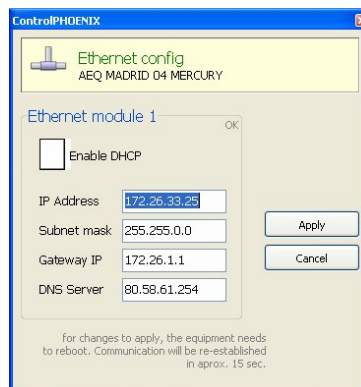 ControlPHOENIX
Ethernet config
AEQ MADRID 04 MERCURY
Ethernet module 1
OK
Enable DHCP
IP Address 172.26.33.25
Subnet mask 255.255.0.0
Gateway IP 172.26.1.1
DNS Server 80.58.61.254
Apply
Cancel
for changes to apply, the equipment needs
to reboot. Communication will be re-established
in aprox. 15 sec.